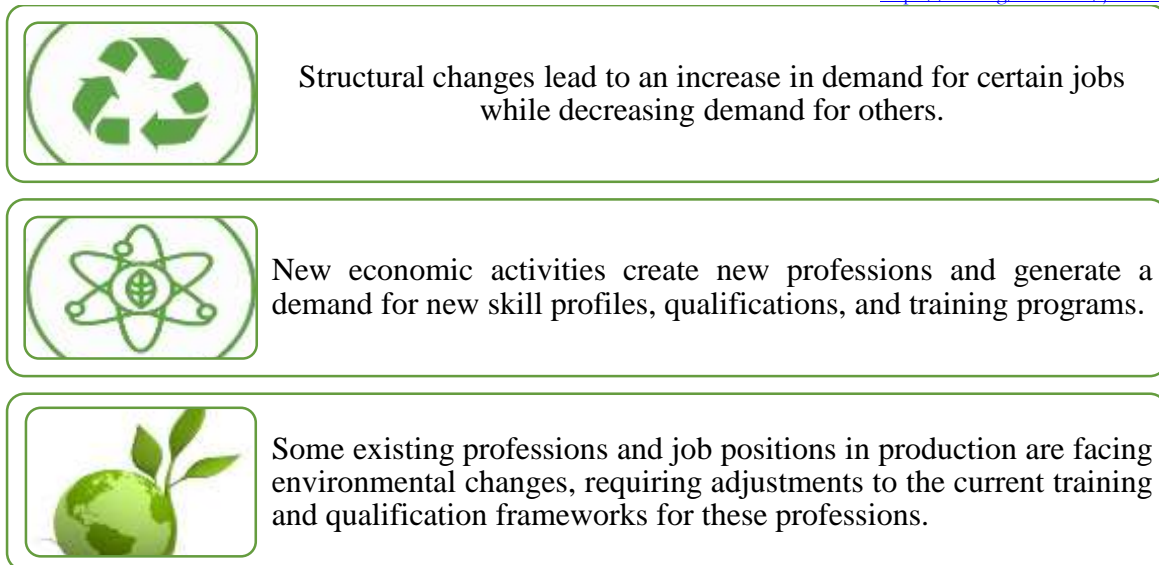 Structural changes lead to an increase in demand for certain jobs
while decreasing demand for others.
New economic activities create new professions and generate a
demand for new skill profiles, qualifications, and training programs.
Some existing professions and job positions in production are facing
environmental changes, requiring adjustments to the current training
and qualification frameworks for these professions.